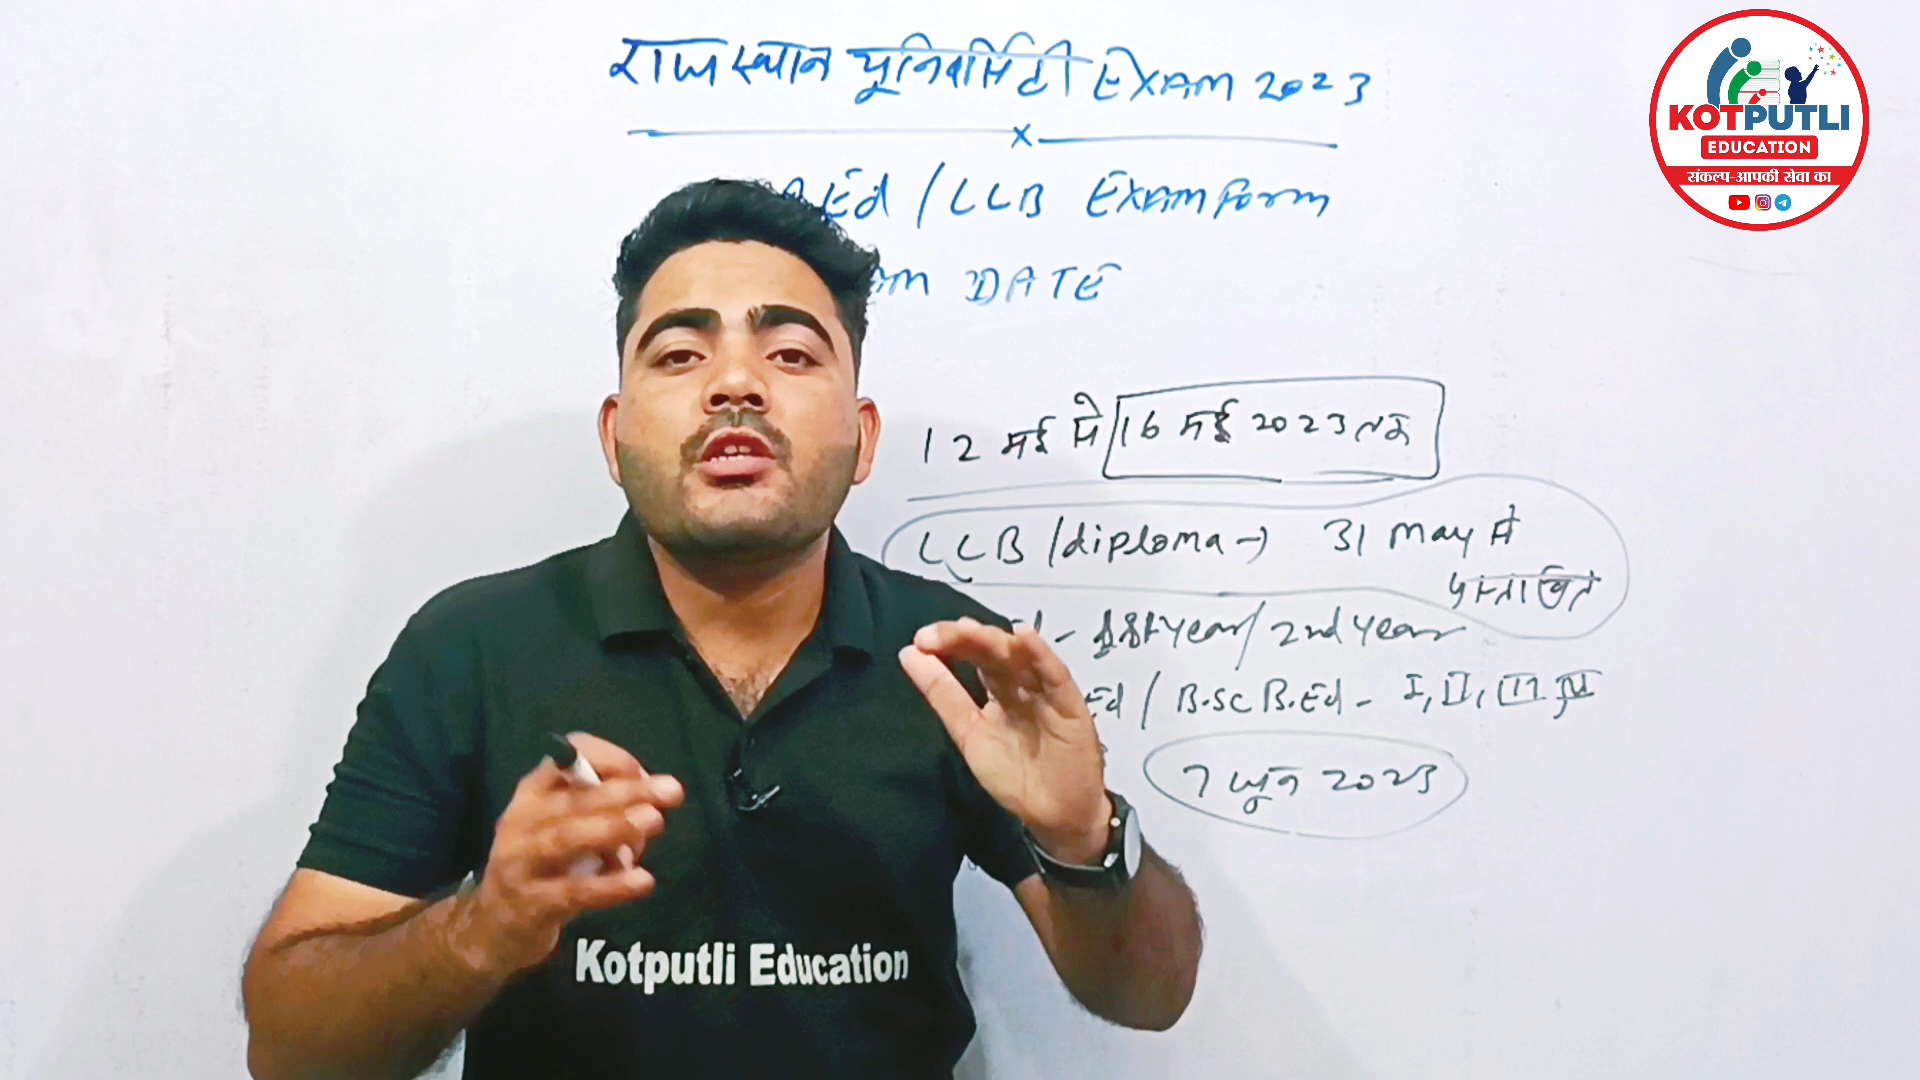 राजस्थान यूनिवर्सिटी EXAM 2023
x
B.Ed / LLB EXAM form
DATE
12 मई से 16 मई 2023 तक
LLB / diploma → 31 May से
प्रस्तावित
1st year / 2nd year
Ed / B.SC B.Ed - I, II, III, IV
7 जून 2023
Kotputli Education
KOTPUTLI
EDUCATION
संकल्प-आपकी सेवा का